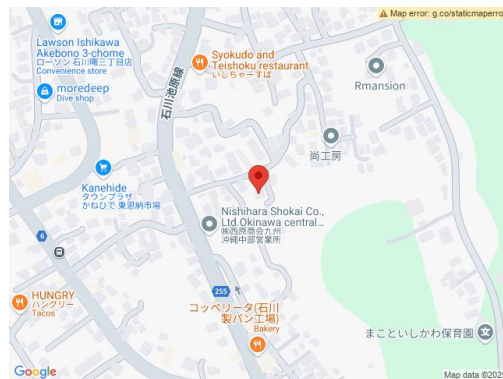 Map error: g.co/staticmaperro
Lawson Ishikawa
Akebono 3-chome
ローソン 石川曙三丁目店
Convenience store
moredeep
Dive shop
石川池原線
Syokudo and
Teishoku restaurant
いしちゃーすば
Rmansion
尚工房
Kanehide
タウンプラザ
かねひで 東恩納市場
Nishihara Shokai Co.,
Ltd.Okinawa central...
㈱西原商会九州
沖縄中部営業所
6
255
HUNGRY
ハングリー
Tacos
コッペリータ(石川
製パン工場)
Bakery
まことしいしかわ保育園
Google
Map data ©2025